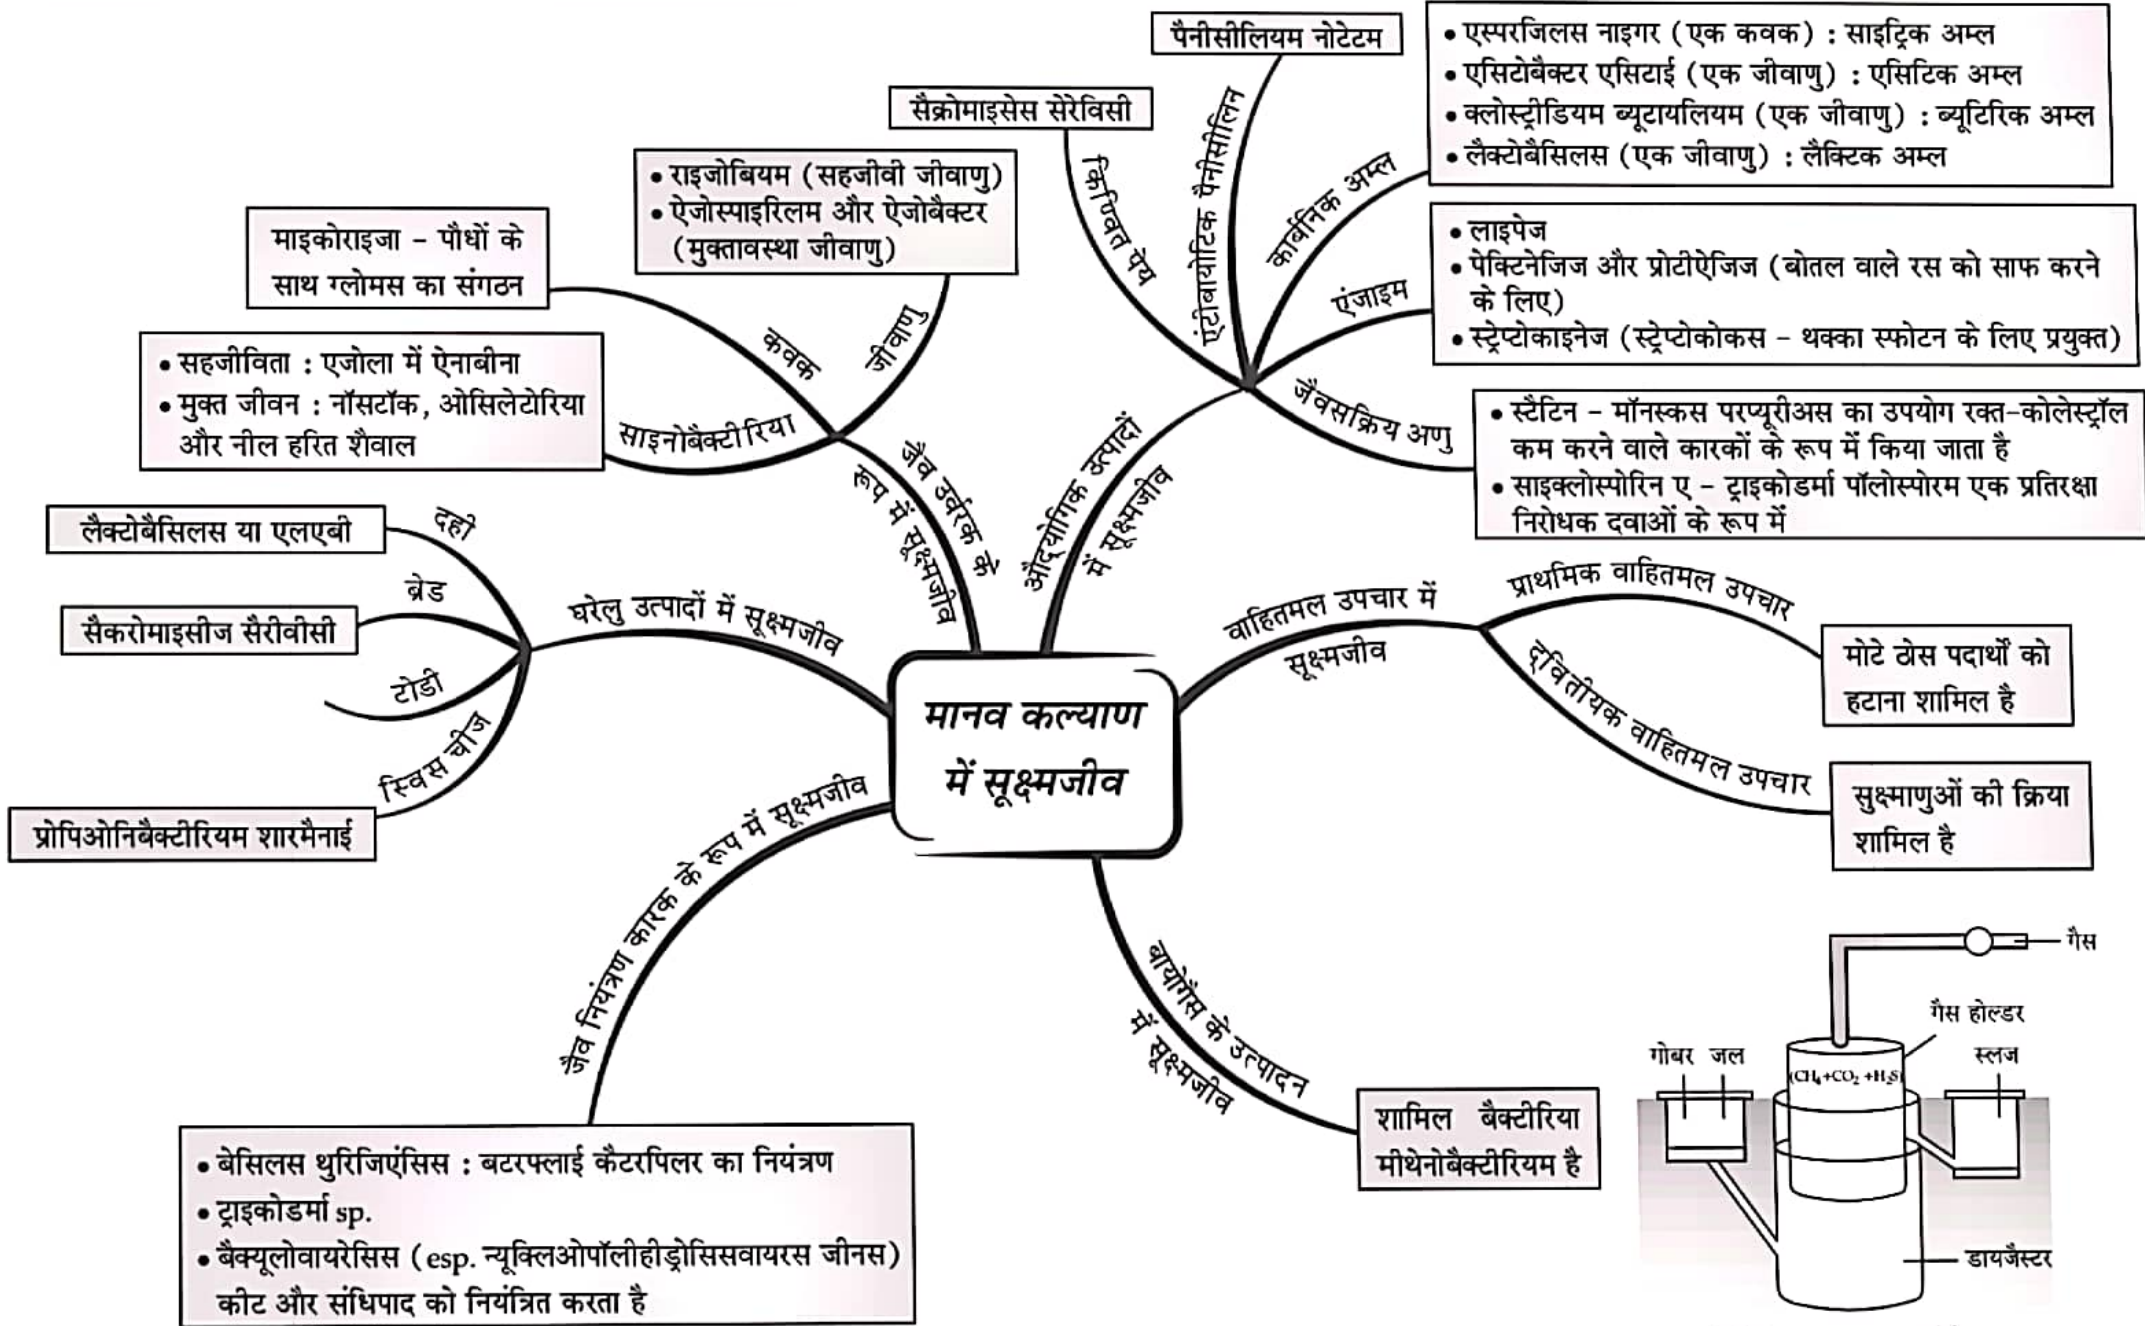 पैनीसीलियम नोटेटम
एंटीबायोटिक पैनीसीलिन
सैक्रोमाइसेस सेरेविसी
किण्वित पेय
• एस्परजिलस नाइगर (एक कवक) : साइट्रिक अम्ल
• एसिटोबैक्टर एसिटाई (एक जीवाणु) : एसिटिक अम्ल
• क्लोस्ट्रीडियम ब्यूटायलियम (एक जीवाणु) : ब्यूटिरिक अम्ल
• लैक्टोबैसिलस (एक जीवाणु) : लैक्टिक अम्ल
कार्बनिक अम्ल
• लाइपेज
• पेक्टिनेजिज और प्रोटीऐजिज (बोतल वाले रस को साफ करने
के लिए)
• स्ट्रेप्टोकाइनेज (स्ट्रेप्टोकोकस – थक्का स्फोटन के लिए प्रयुक्त)
एंजाइम
जैवसक्रिय अणु
• स्टैटिन – मॉनस्कस परप्यूरीअस का उपयोग रक्त-कोलेस्ट्रॉल
कम करने वाले कारकों के रूप में किया जाता है
• साइक्लोस्पोरिन ए – ट्राइकोडर्मा पॉलोस्पोरम एक प्रतिरक्षा
निरोधक दवाओं के रूप में
औद्योगिक उत्पादों
में सूक्ष्मजीव
• राइजोबियम (सहजीवी जीवाणु)
• ऐजोस्पाइरिलम और ऐजोबैक्टर
(मुक्तावस्था जीवाणु)
जीवाणु
माइकोराइजा – पौधों के
साथ ग्लोमस का संगठन
कवक
• सहजीविता : एजोला में ऐनाबीना
• मुक्त जीवन : नॉसटॉक, ओसिलेटोरिया
और नील हरित शैवाल
साइनोबैक्टीरिया
जैव उर्वरक के
रूप में सूक्ष्मजीव
लैक्टोबैसिलस या एलएबी
दही
ब्रेड
सैकरोमाइसीज सैरीवीसी
टोडी
स्विस चीज
प्रोपिओनिबैक्टीरियम शारमैनाई
घरेलु उत्पादों में सूक्ष्मजीव
मानव कल्याण
में सूक्ष्मजीव
वाहितमल उपचार में
सूक्ष्मजीव
प्राथमिक वाहितमल उपचार
मोटे ठोस पदार्थों को
हटाना शामिल है
द्वितीयक वाहितमल उपचार
सुक्ष्माणुओं की क्रिया
शामिल है
जैव नियंत्रण कारक के रूप में सूक्ष्मजीव
• बेसिलस थुरिजिएंसिस : बटरफ्लाई कैटरपिलर का नियंत्रण
• ट्राइकोडर्मा sp.
• बैक्यूलोवायरेसिस (esp. न्यूक्लिओपॉलीहीड्रोसिसवायरस जीनस)
कीट और संधिपाद को नियंत्रित करता है
बायोगैस के उत्पादन
में सूक्ष्मजीव
शामिल बैक्टीरिया
मीथेनोबैक्टीरियम है
गैस
गैस होल्डर
गोबर जल
स्लज
(CH₄+CO₂+H₂S)
डायजैस्टर